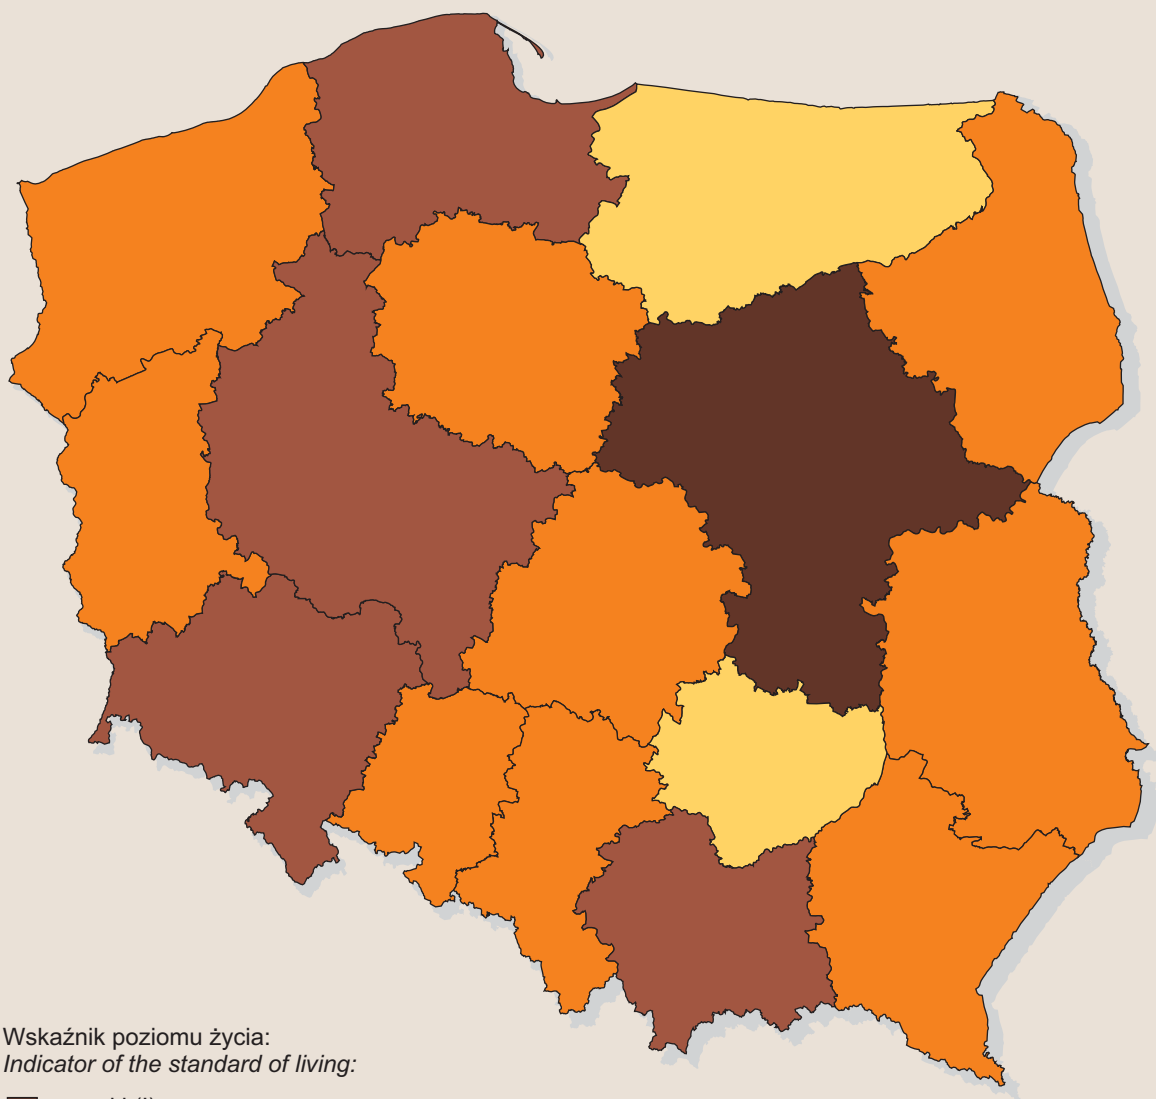 Wskaźnik poziomu życia:
Indicator of the standard of living: